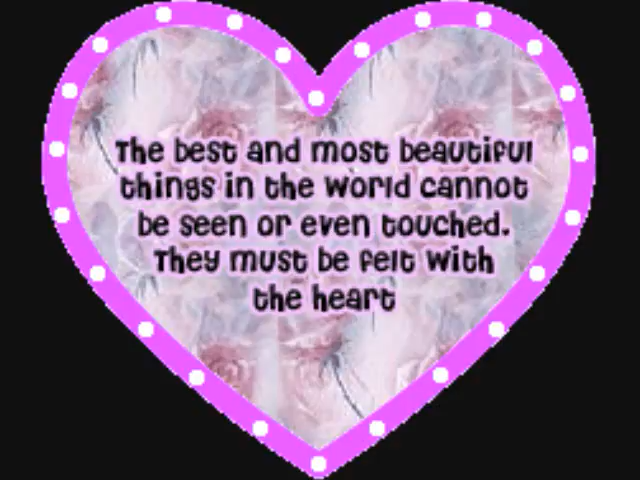 The best and most beautiful
things in the world cannot
be seen or even touched.
They must be felt with
the heart